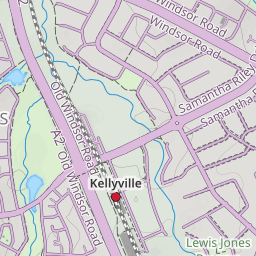 Windsor Road
Windsor Road
Samantha Riley
Samantha
Old Windsor Road
A2 Old Windsor Road
S
Kellyville
Lewis Jones